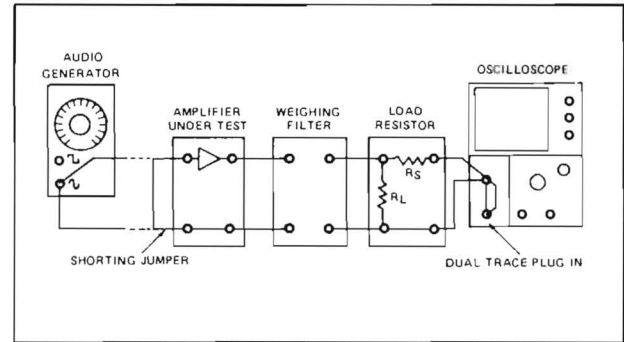 AUDIO
GENERATOR
AMPLIFIER
UNDER TEST
WEIGHING
FILTER
LOAD
RESISTOR
OSCILLOSCOPE
RS
RL
SHORTING JUMPER
DUAL TRACE PLUG IN